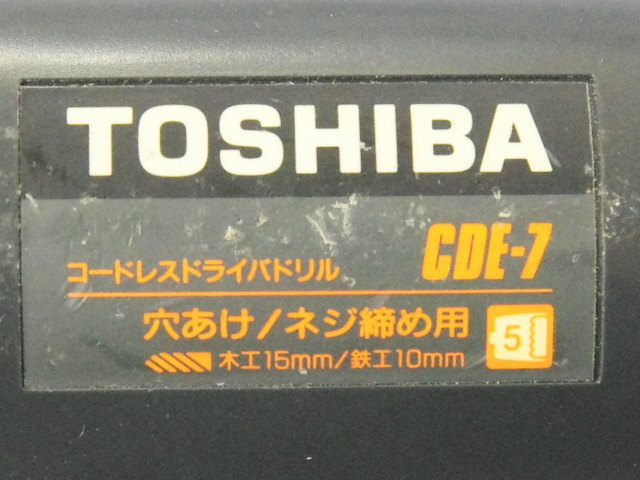 TOSHIBA
CDE-7
コードレスドライバドリル
穴あけ/ネジ締め用
5
木工15mm/鉄工10mm